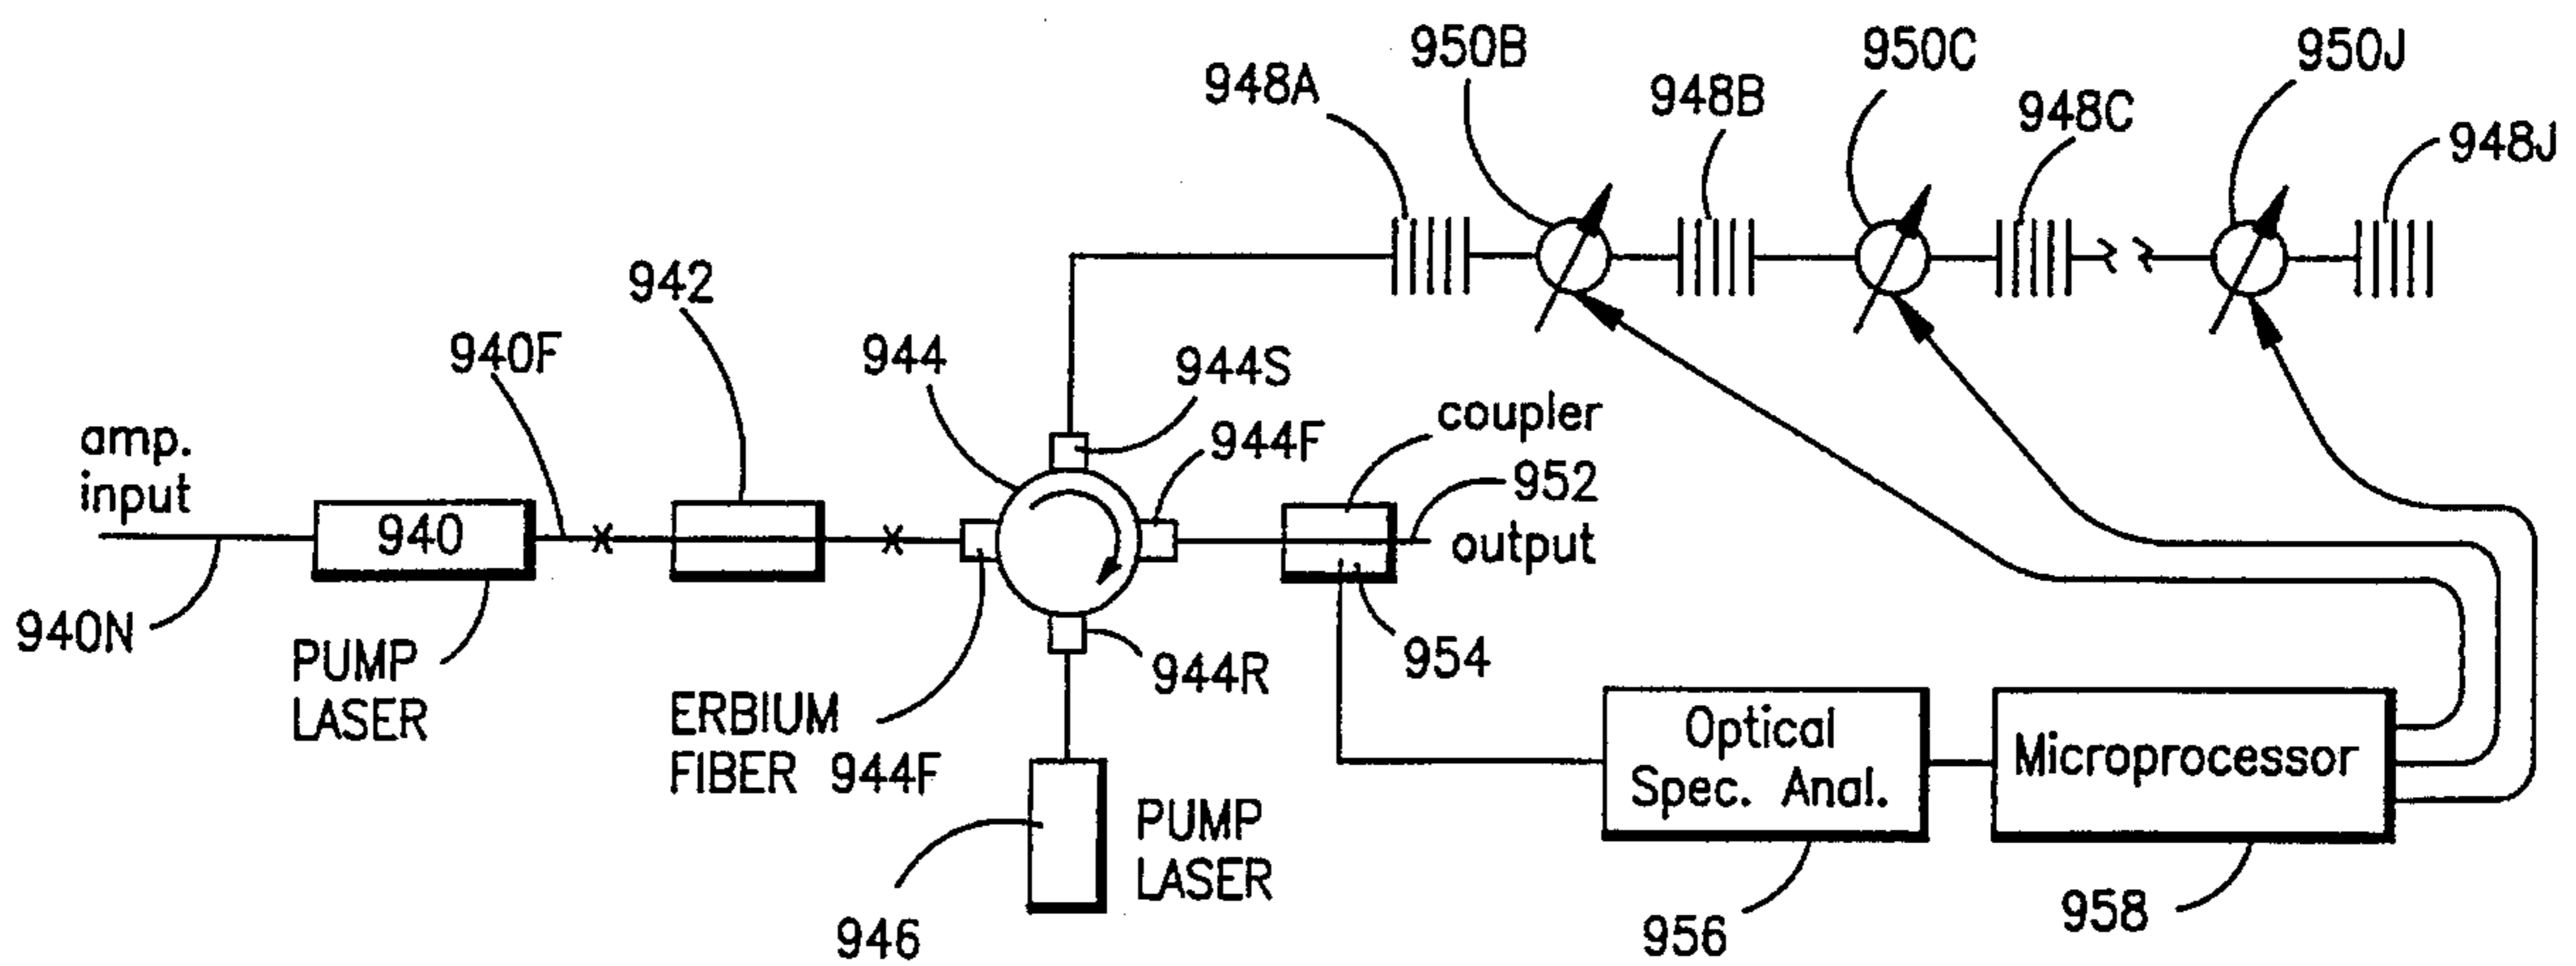 950B
950C
950J
948A
948B
948C
948J
942
940F
944
944S
coupler
944F
amp.
input
952
output
940
940N
PUMP
LASER
954
944R
ERBIUM
FIBER 944F
Optical
Spec. Anal.
Microprocessor
PUMP
LASER
946
956
958